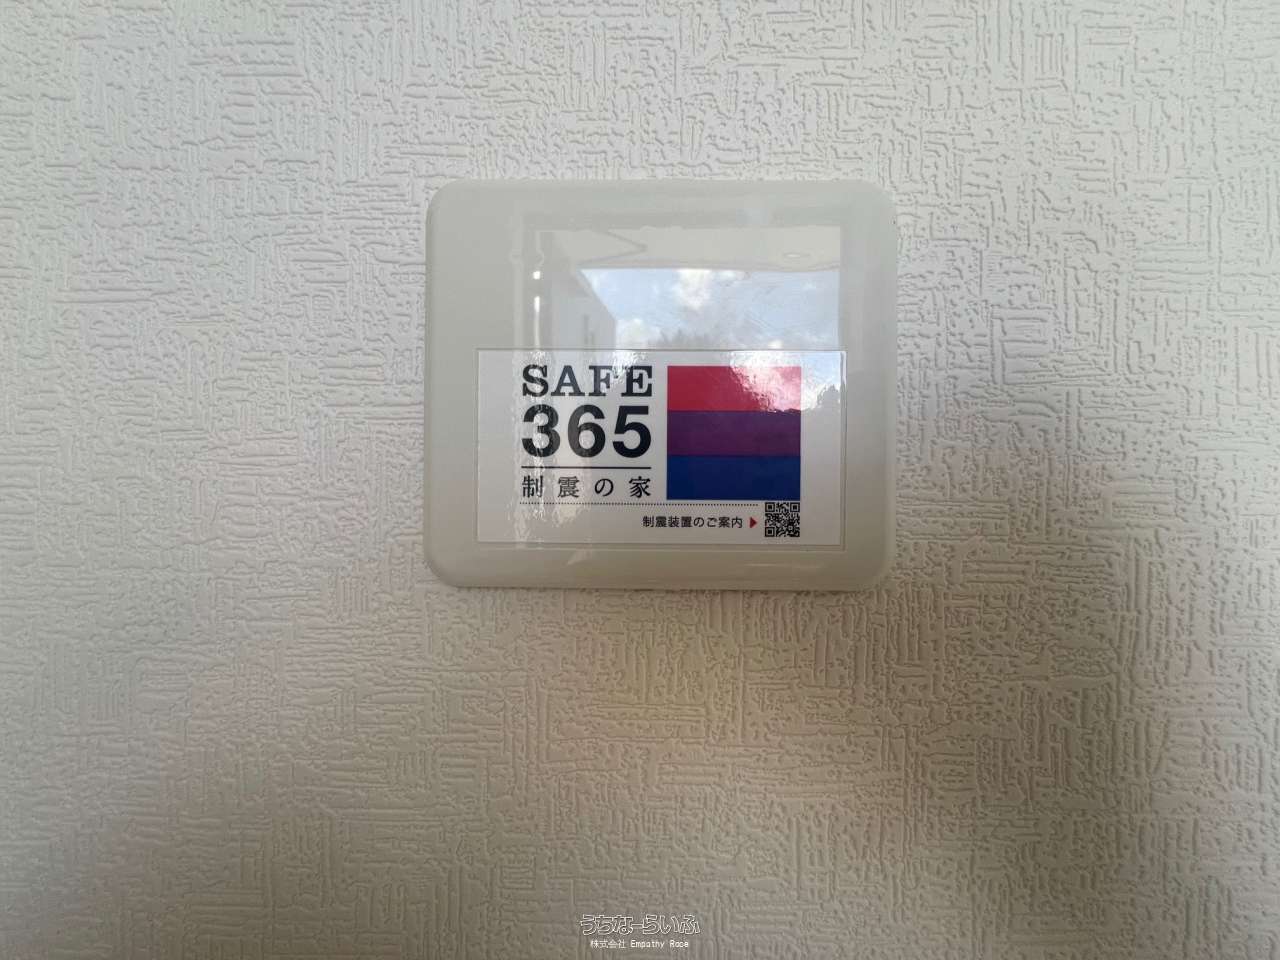 SAFE
365
制震の家
制震装置のご案内
うちなーらいふ
株式会社 Empathy Rose